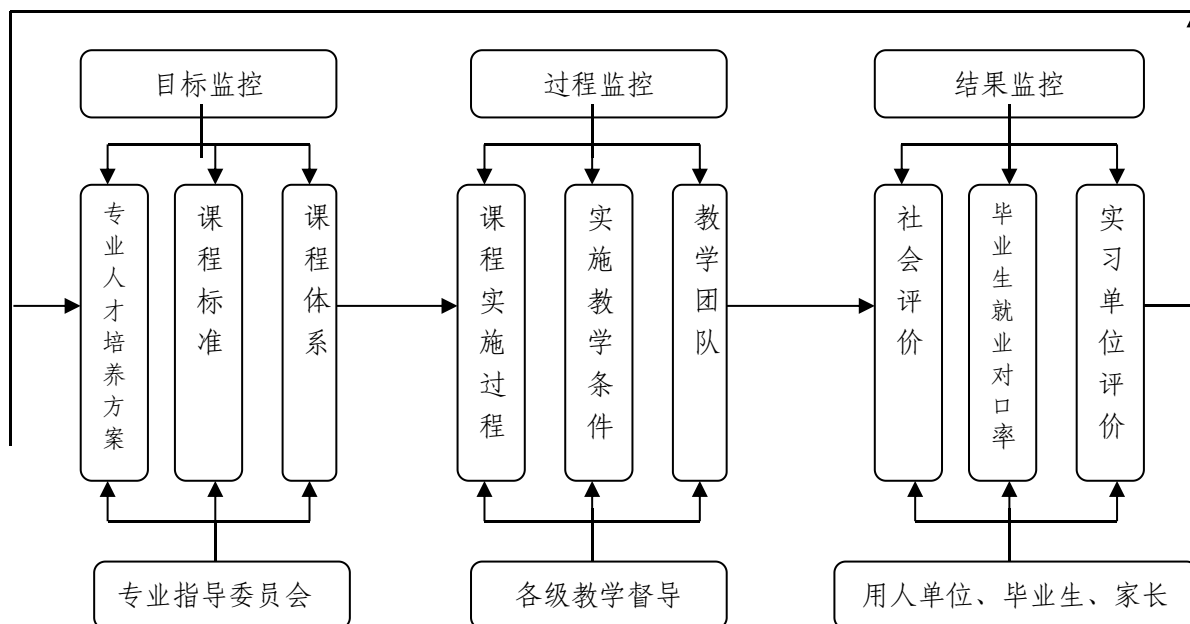 目标监控
过程监控
结果监控
专业人才培养方案
课程标准
课程体系
课程实施过程
实施教学条件
教学团队
社会评价
毕业生就业对口率
实习单位评价
专业指导委员会
各级教学督导
用人单位、毕业生、家长